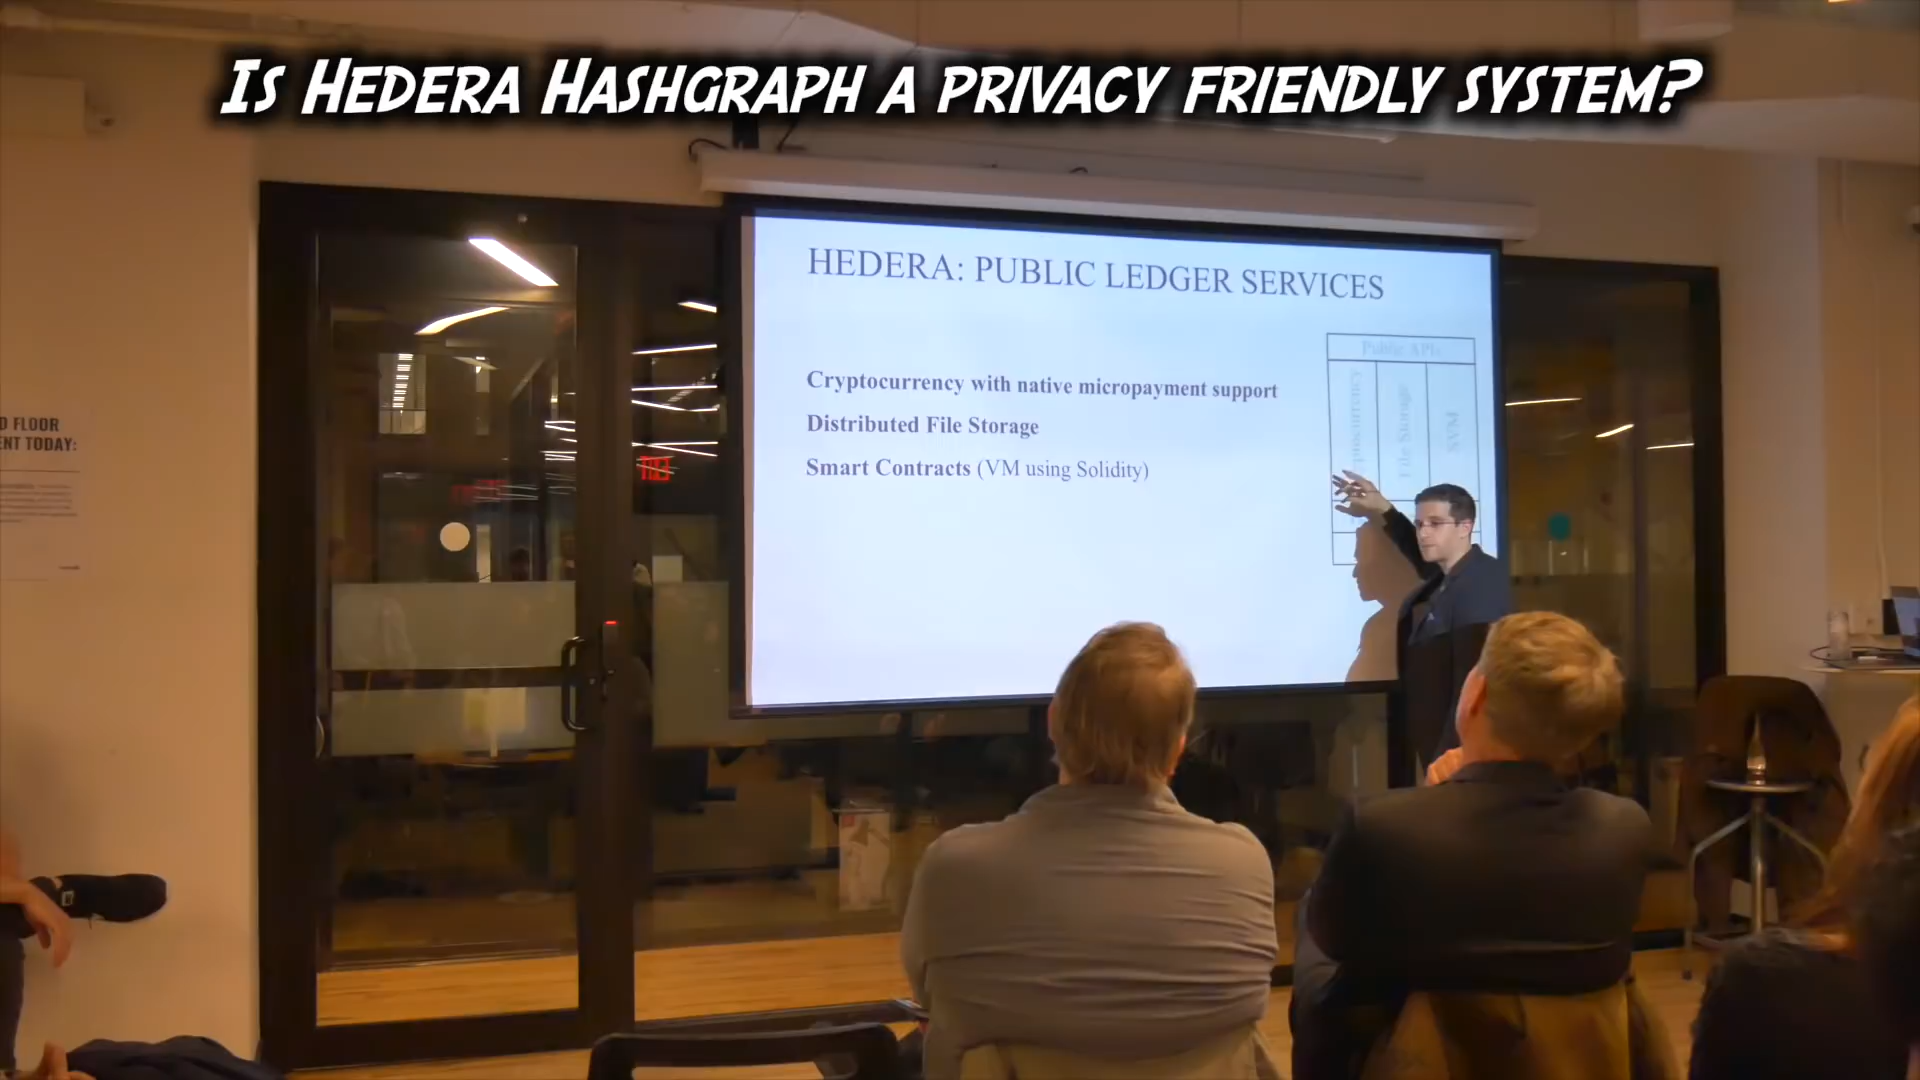 Is Hedera Hashgraph a privacy friendly system?
HEDERA: PUBLIC LEDGER SERVICES
Cryptocurrency with native micropayment support
Distributed File Storage
Smart Contracts (VM using Solidity)
Public APIs
File Storage
SVM
FLOOR
TODAY: